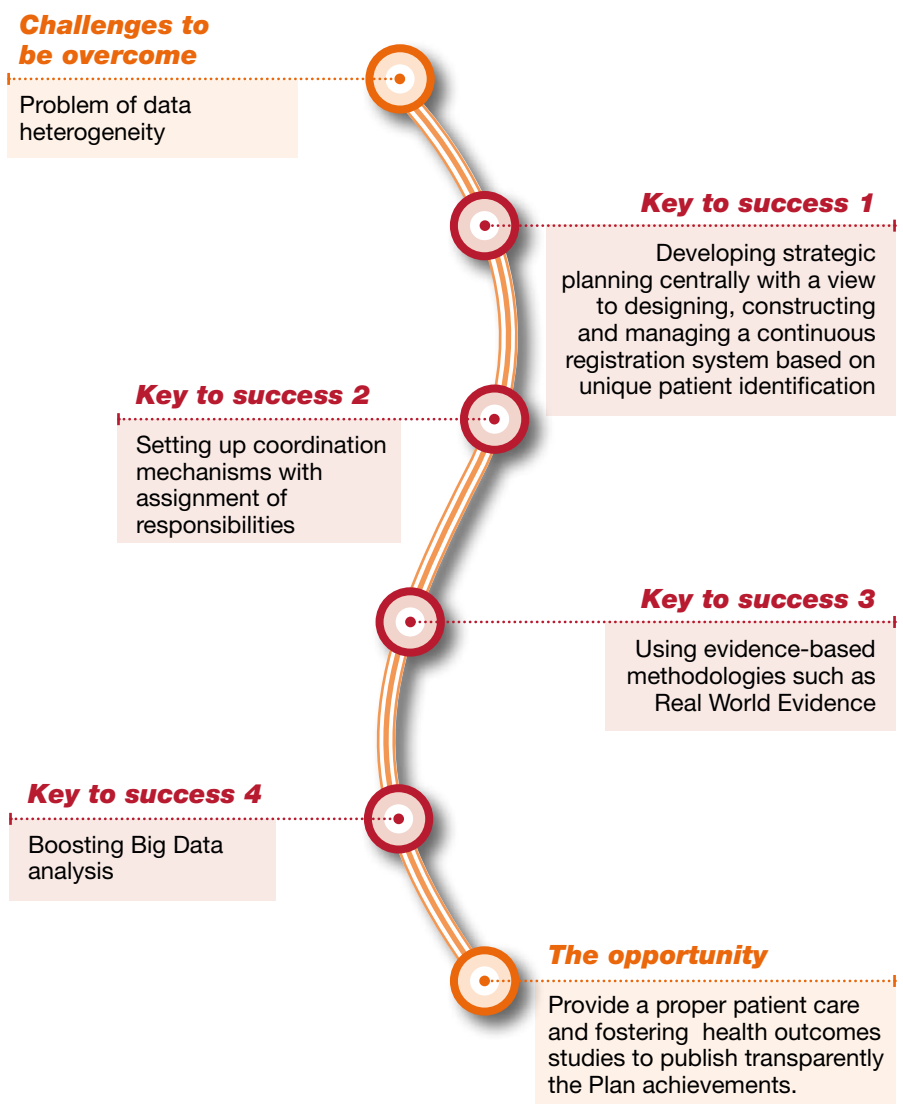 Challenges to
be overcome
Problem of data
heterogeneity
Key to success 1
Developing strategic
planning centrally with a view
to designing, constructing
and managing a continuous
registration system based on
unique patient identification
Key to success 2
Setting up coordination
mechanisms with
assignment of
responsibilities
Key to success 3
Using evidence-based
methodologies such as
Real World Evidence
Key to success 4
Boosting Big Data
analysis
The opportunity
Provide a proper patient care
and fostering health outcomes
studies to publish transparently
the Plan achievements.